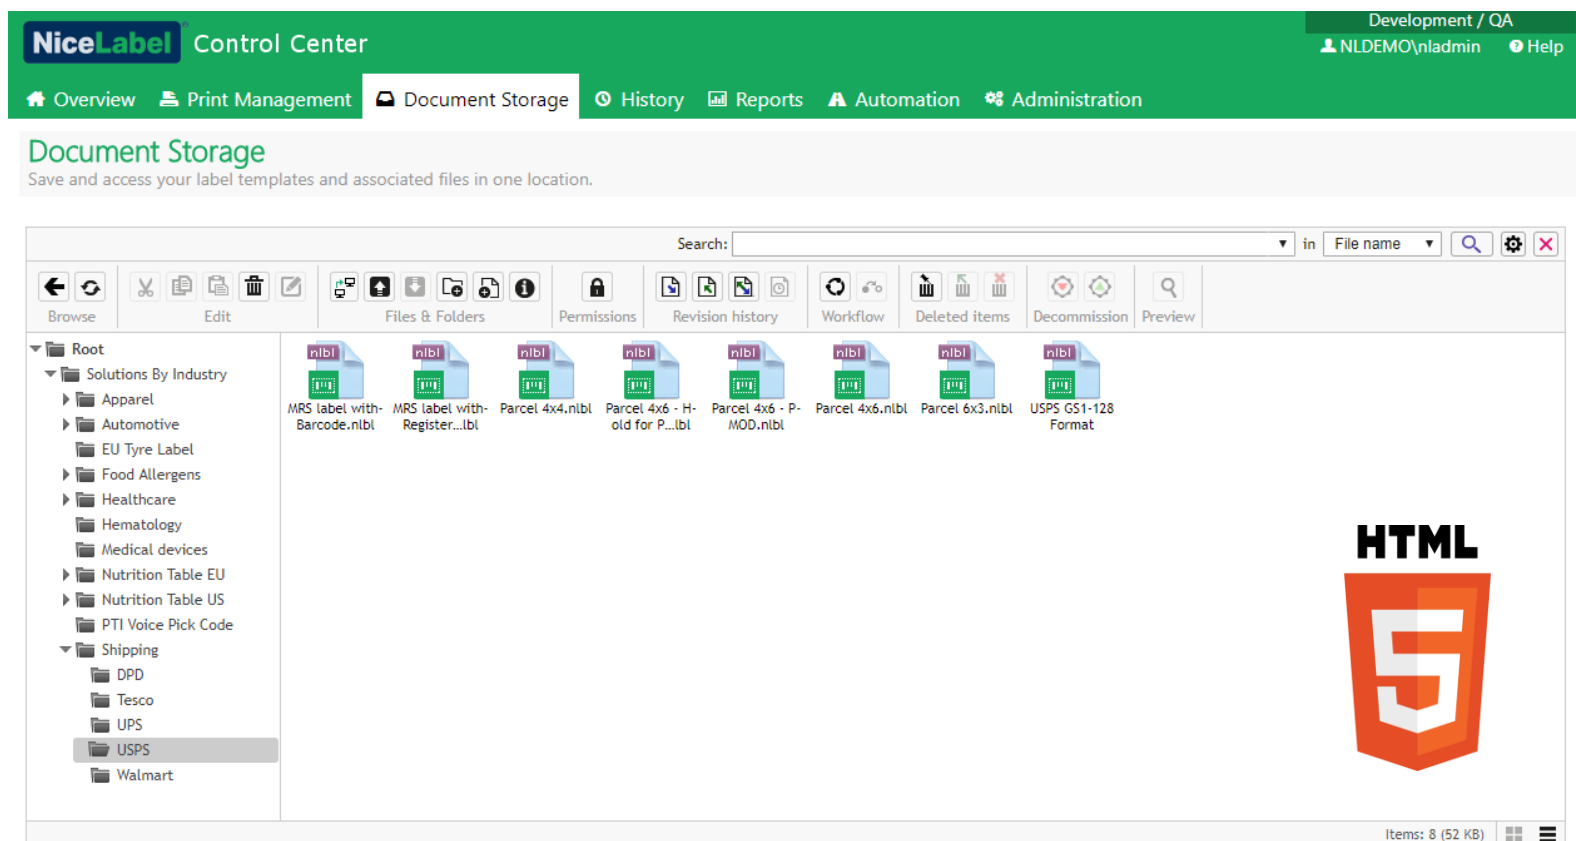 Development / QA
NiceLabel® Control Center
NLDEMO\nladmin Help
Overview Print Management Document Storage History Reports Automation Administration
Document Storage
Save and access your label templates and associated files in one location.
Search: in File name
Browse Edit Files & Folders Permissions Revision history Workflow Deleted items Decommission Preview
Root
Solutions By Industry
Apparel
Automotive
EU Tyre Label
Food Allergens
Healthcare
Hematology
Medical devices
Nutrition Table EU
Nutrition Table US
PTI Voice Pick Code
Shipping
DPD
Tesco
UPS
USPS
Walmart
nlbl nlbl nlbl nlbl nlbl nlbl nlbl nlbl
MRS label with- MRS label with- Parcel 4x4.nlbl Parcel 4x6 - H- Parcel 4x6 - P- Parcel 4x6.nlbl Parcel 6x3.nlbl USPS GS1-128
Barcode.nlbl Register...lbl old for P...lbl MOD.nlbl Format
HTML
5
Items: 8 (52 KB)